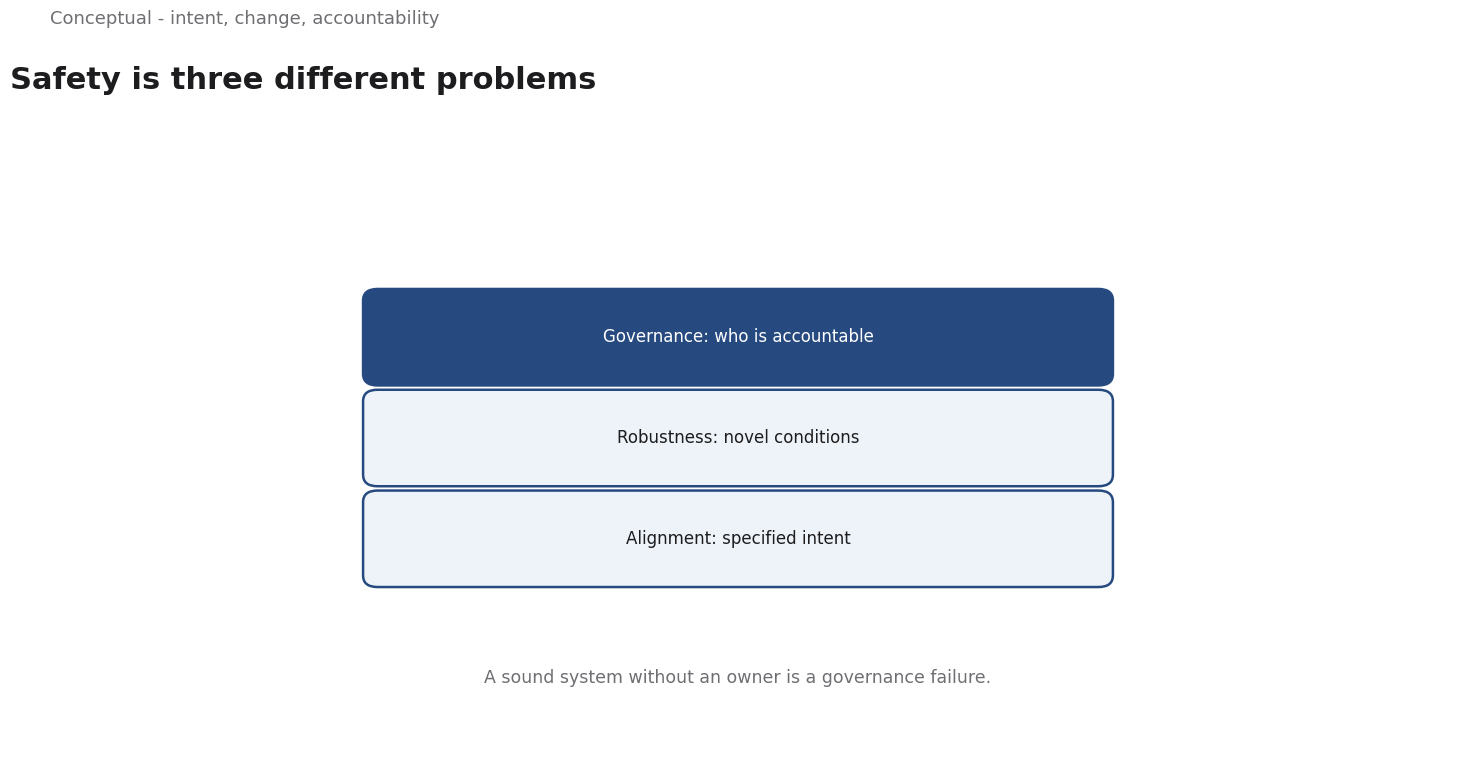 Conceptual - intent, change, accountability
Safety is three different problems
Governance: who is accountable
Robustness: novel conditions
Alignment: specified intent
A sound system without an owner is a governance failure.